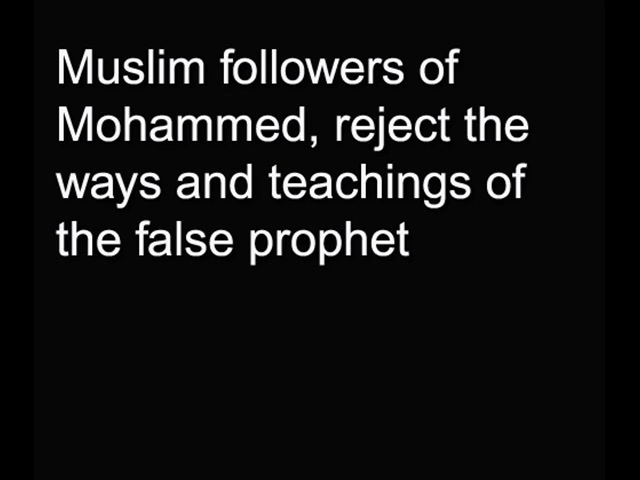 Muslim followers of
Mohammed, reject the
ways and teachings of
the false prophet